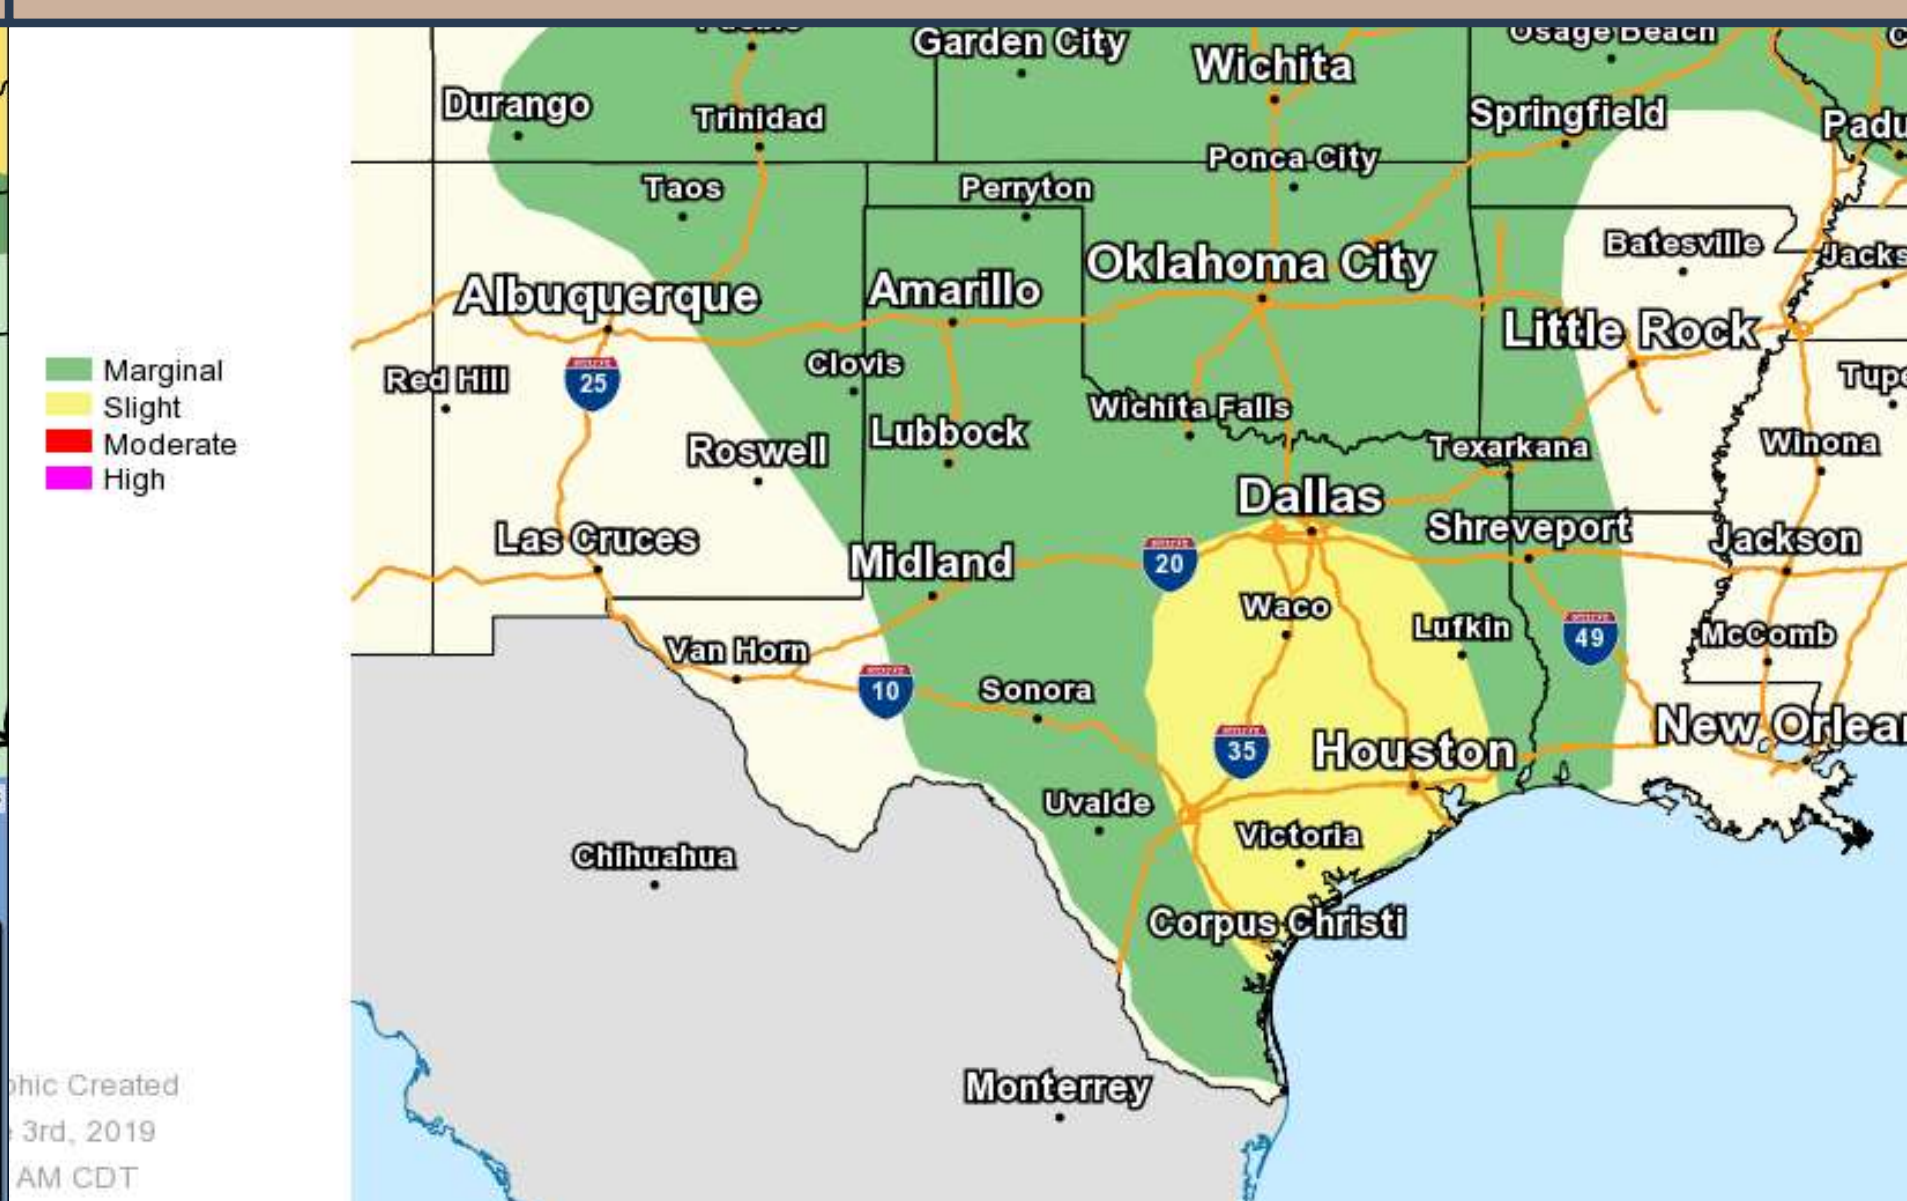 Garden City
Osage Beach
Wichita
Durango
Trinidad
Springfield
Ponca City
Taos
Perryton
Batesville
Oklahoma City
Albuquerque
Amarillo
Little Rock
Marginal
Slight
Moderate
High
Red Hill
25
Clovis
Wichita Falls
Lubbock
Roswell
Texarkana
Winona
Dallas
Shreveport
Las Cruces
Jackson
Midland
20
Waco
Lufkin
49
McComb
Van Horn
10
Sonora
35
Houston
New Orlean
Uvalde
Victoria
Chihuahua
Corpus Christi
Monterrey
Created
3rd, 2019
AM CDT